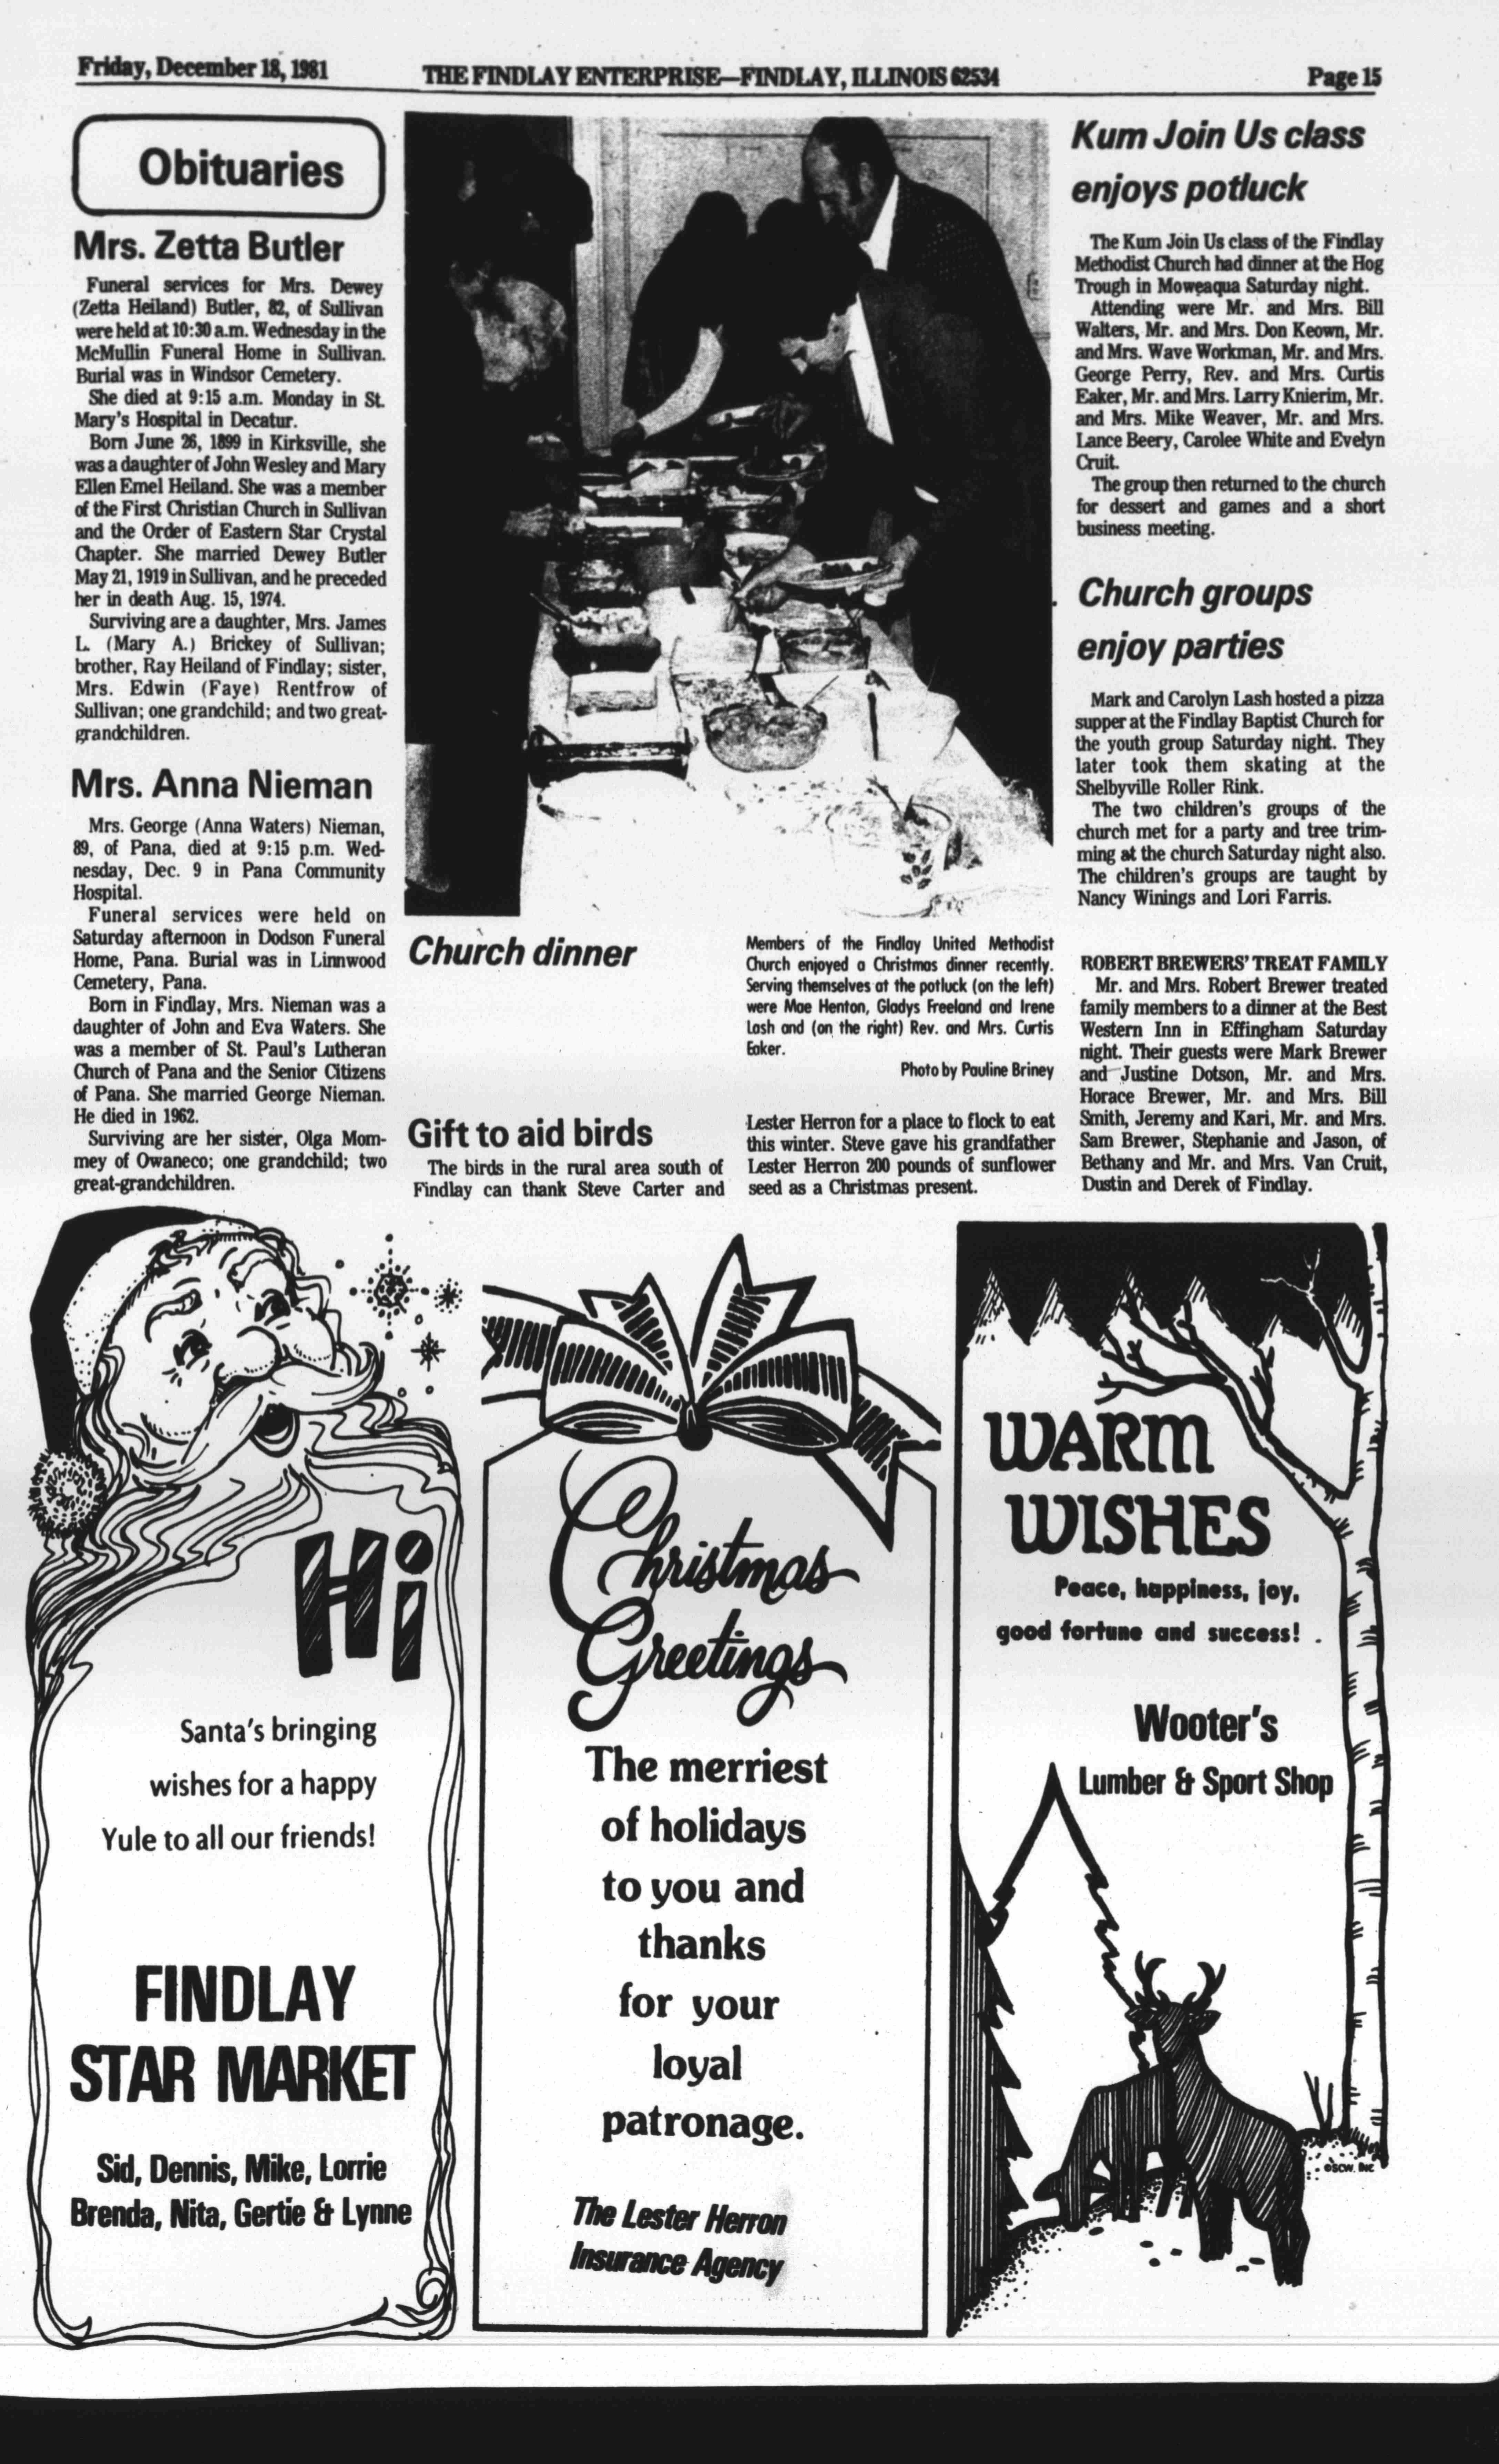 Friday, December 18, 1981
THE FINDLAY ENTERPRISE—FINDLAY, ILLINOIS 62534
Page 15
Obituaries
Mrs. Zetta Butler
Funeral services for Mrs. Dewey
(Zetta Heiland) Butler, 82, of Sullivan
were held at 10:30 a.m. Wednesday in the
McMullin Funeral Home in Sullivan.
Burial was in Windsor Cemetery.
She died at 9:15 a.m. Monday in St.
Mary's Hospital in Decatur.
Born June 26, 1899 in Kirksville, she
was a daughter of John Wesley and Mary
Ellen Emel Heiland. She was a member
of the First Christian Church in Sullivan
and the Order of Eastern Star Crystal
Chapter. She married Dewey Butler
May 21, 1919 in Sullivan, and he preceded
her in death Aug. 15, 1974.
Surviving are a daughter, Mrs. James
L. (Mary A.) Brickey of Sullivan;
brother, Ray Heiland of Findlay; sister,
Mrs. Edwin (Faye) Rentfrow of
Sullivan; one grandchild; and two great-
grandchildren.
Mrs. Anna Nieman
Mrs. George (Anna Waters) Nieman,
89, of Pana, died at 9:15 p.m. Wed-
nesday, Dec. 9 in Pana Community
Hospital.
Funeral services were held on
Saturday afternoon in Dodson Funeral
Home, Pana. Burial was in Linnwood
Cemetery, Pana.
Born in Findlay, Mrs. Nieman was a
daughter of John and Eva Waters. She
was a member of St. Paul's Lutheran
Church of Pana and the Senior Citizens
of Pana. She married George Nieman.
He died in 1962.
Surviving are her sister, Olga Mom-
mey of Owaneco; one grandchild; two
great-grandchildren.
Church dinner
Members of the Findlay United Methodist
Church enjoyed a Christmas dinner recently.
Serving themselves at the potluck (on the left)
were Mae Henton, Gladys Freeland and Irene
Lash and (on the right) Rev. and Mrs. Curtis
Eaker.
Photo by Pauline Briney
Gift to aid birds
The birds in the rural area south of
Findlay can thank Steve Carter and
Lester Herron for a place to flock to eat
this winter. Steve gave his grandfather
Lester Herron 200 pounds of sunflower
seed as a Christmas present.
Kum Join Us class
enjoys potluck
The Kum Join Us class of the Findlay
Methodist Church had dinner at the Hog
Trough in Moweaqua Saturday night.
Attending were Mr. and Mrs. Bill
Walters, Mr. and Mrs. Don Keown, Mr.
and Mrs. Wave Workman, Mr. and Mrs.
George Perry, Rev. and Mrs. Curtis
Eaker, Mr. and Mrs. Larry Knierim, Mr.
and Mrs. Mike Weaver, Mr. and Mrs.
Lance Beery, Carolee White and Evelyn
Cruit.
The group then returned to the church
for dessert and games and a short
business meeting.
Church groups
enjoy parties
Mark and Carolyn Lash hosted a pizza
supper at the Findlay Baptist Church for
the youth group Saturday night. They
later took them skating at the
Shelbyville Roller Rink.
The two children's groups of the
church met for a party and tree trim-
ming at the church Saturday night also.
The children's groups are taught by
Nancy Winings and Lori Farris.
ROBERT BREWERS' TREAT FAMILY
Mr. and Mrs. Robert Brewer treated
family members to a dinner at the Best
Western Inn in Effingham Saturday
night. Their guests were Mark Brewer
and Justine Dotson, Mr. and Mrs.
Horace Brewer, Mr. and Mrs. Bill
Smith, Jeremy and Kari, Mr. and Mrs.
Sam Brewer, Stephanie and Jason, of
Bethany and Mr. and Mrs. Van Cruit,
Dustin and Derek of Findlay.
Hi
Santa's bringing
wishes for a happy
Yule to all our friends!
FINDLAY
STAR MARKET
Sid, Dennis, Mike, Lorrie
Brenda, Nita, Gertie & Lynne
Christmas
Greetings
The merriest
of holidays
to you and
thanks
for your
loyal
patronage.
The Lester Herron
Insurance Agency
WARM
WISHES
Peace, happiness, joy,
good fortune and success!
Wooter's
Lumber & Sport Shop
©SCW, INC